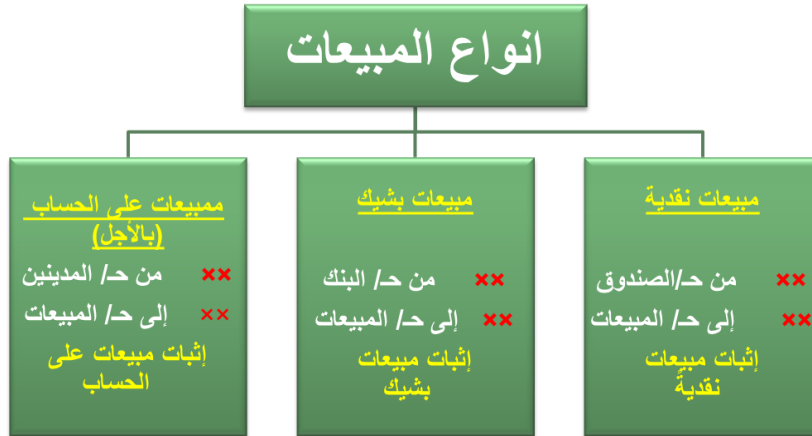 انواع المبيعات
مبيعات نقدية
×× من حـ/الصندوق
×× إلى حـ/ المبيعات
إثبات مبيعات
نقديةً
مبيعات بشيك
×× من حـ/ البنك
×× إلى حـ/ المبيعات
إثبات مبيعات
بشيك
ممبيعات على الحساب
(بالأجل)
×× من حـ/ المدينين
×× إلى حـ/ المبيعات
إثبات مبيعات على
الحساب